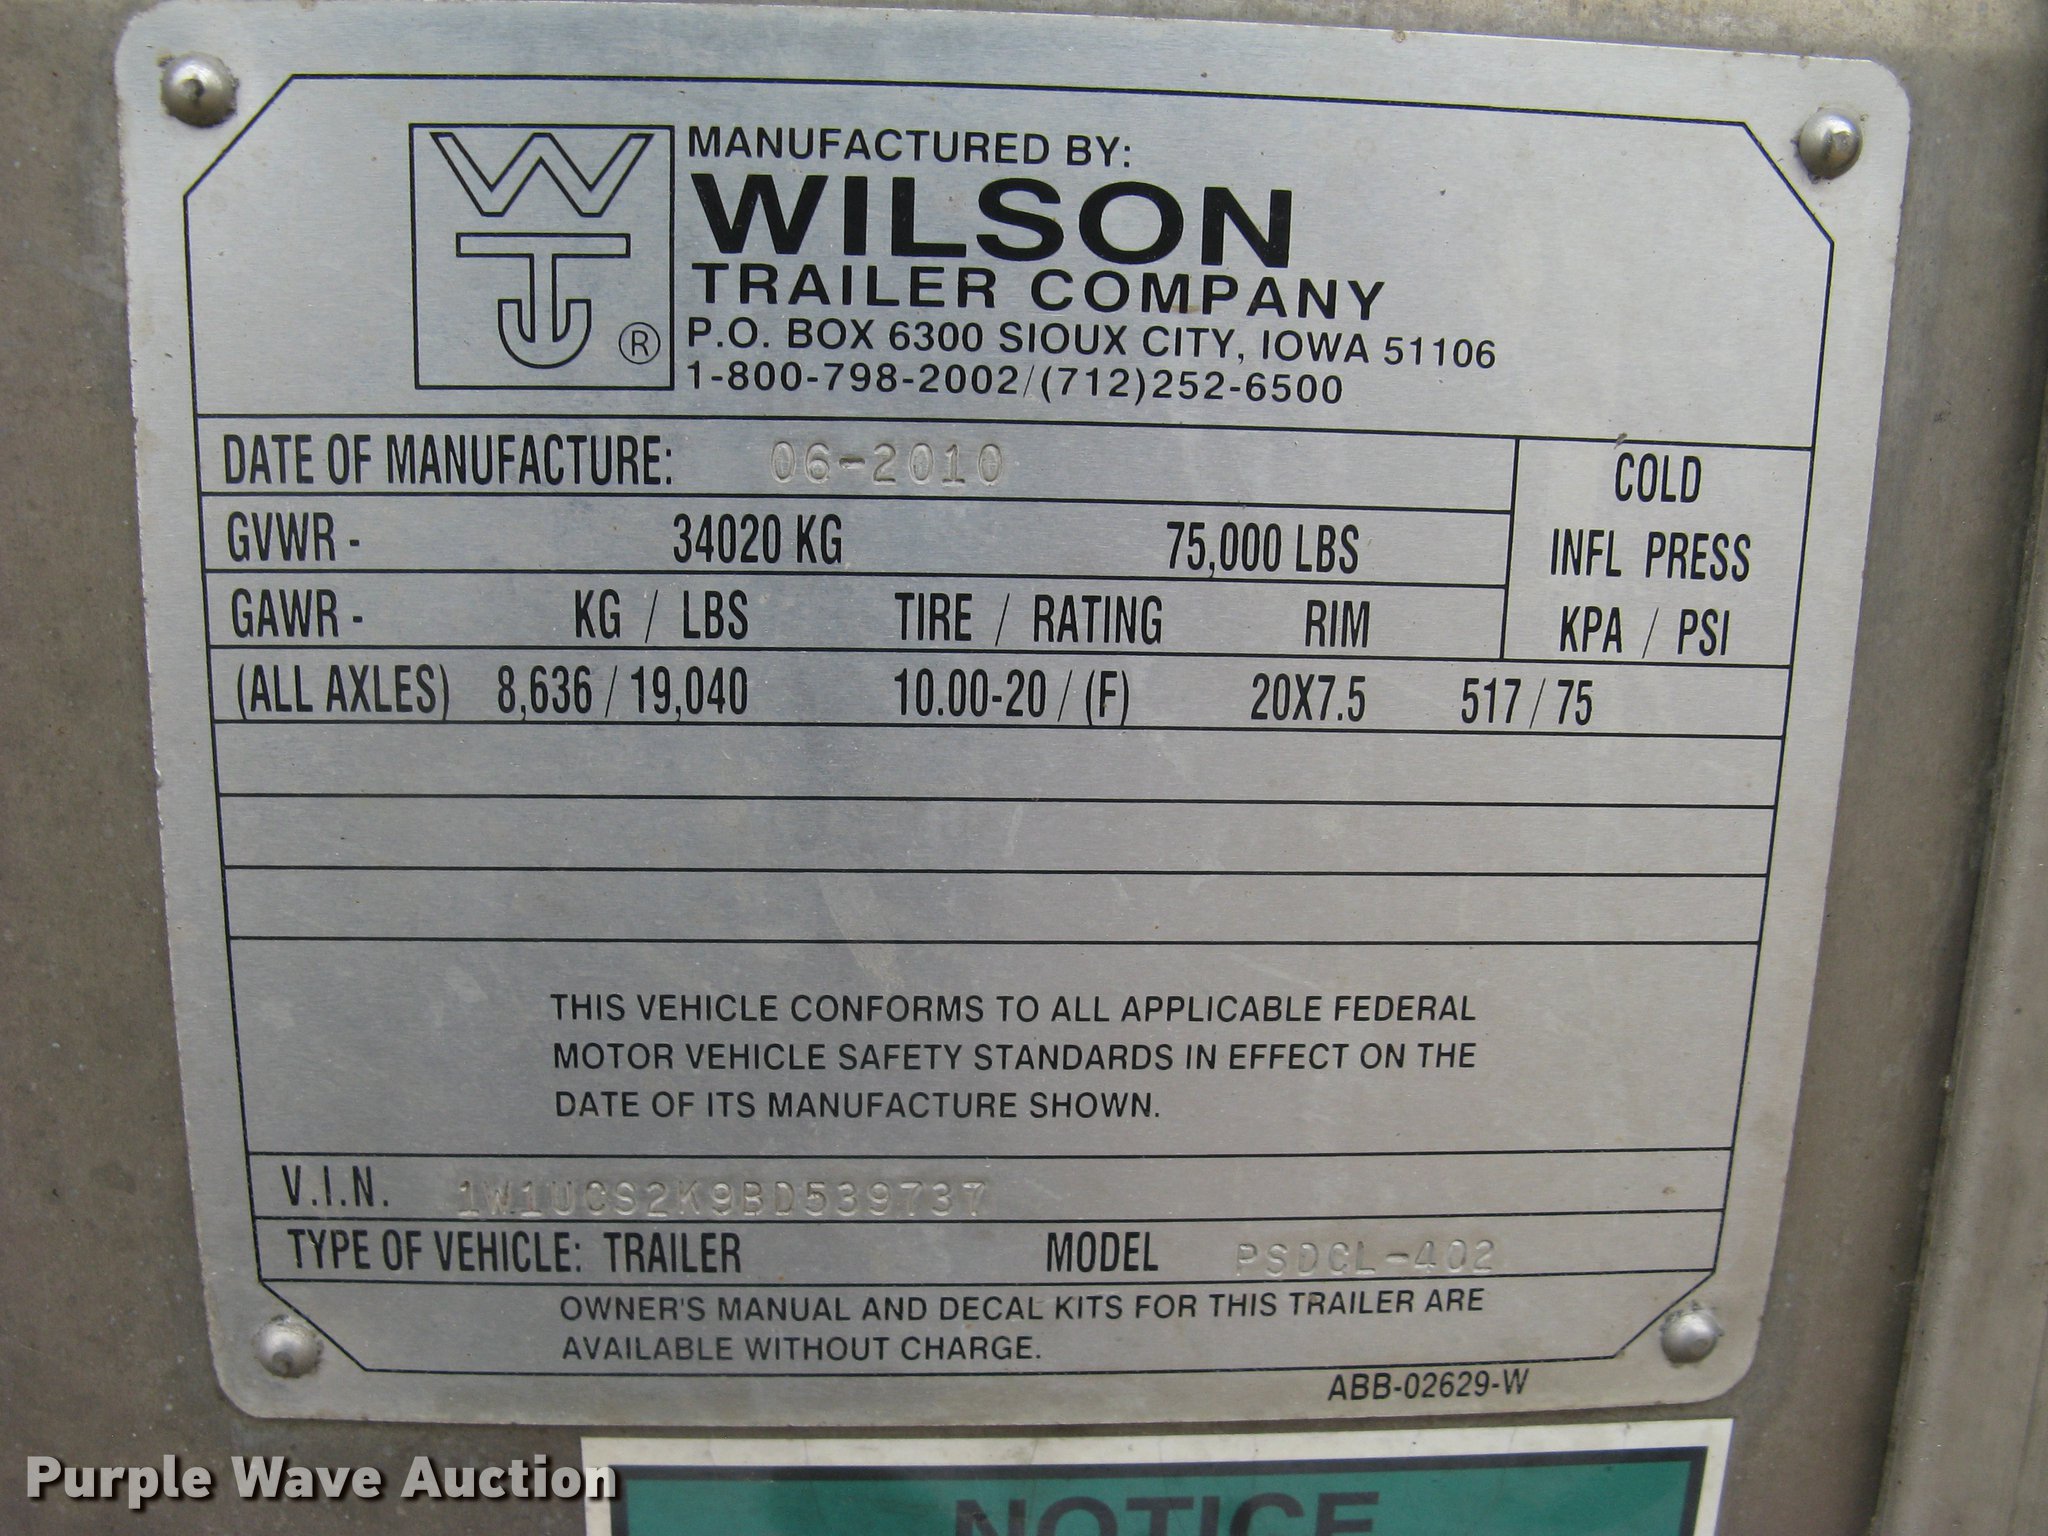 MANUFACTURED BY:
WILSON
TRAILER COMPANY
P.O. BOX 6300 SIOUX CITY, IOWA 51106
1-800-798-2002/(712)252-6500
WTJ ®
DATE OF MANUFACTURE: 06-2010
GVWR - 34020 KG 75,000 LBS
GAWR - KG / LBS TIRE / RATING RIM
COLD
INFL PRESS
KPA / PSI
(ALL AXLES) 8,636 / 19,040 10.00-20 / (F) 20X7.5 517 / 75
THIS VEHICLE CONFORMS TO ALL APPLICABLE FEDERAL
MOTOR VEHICLE SAFETY STANDARDS IN EFFECT ON THE
DATE OF ITS MANUFACTURE SHOWN.
V.I.N. 1W1UCS2K9BD539737
TYPE OF VEHICLE: TRAILER MODEL PSDCL-402
OWNER'S MANUAL AND DECAL KITS FOR THIS TRAILER ARE
AVAILABLE WITHOUT CHARGE.
ABB-02629-W
NOTICE
Purple Wave Auction